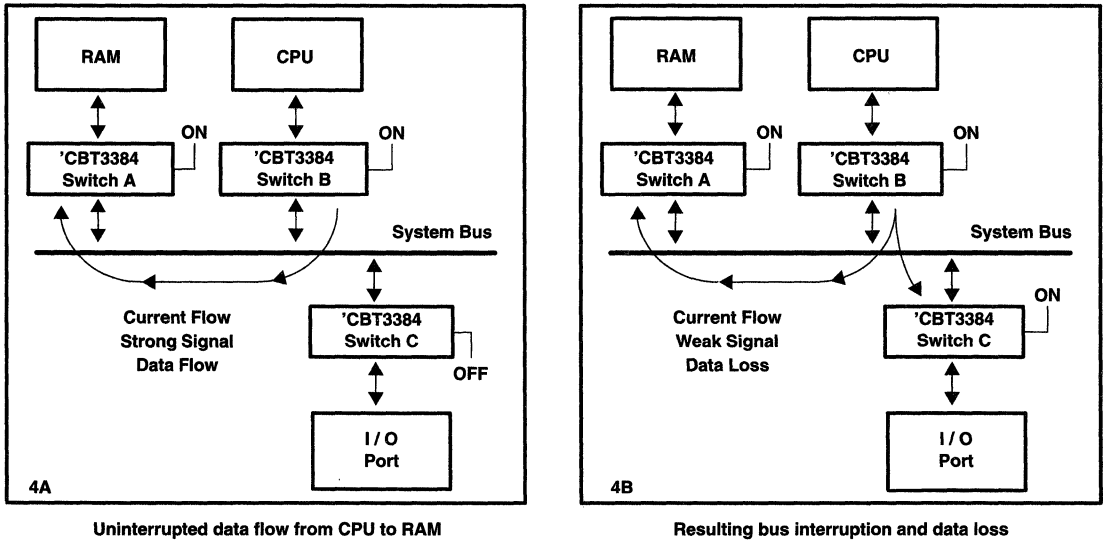 RAM
CPU
ON
ON
'CBT3384
Switch A
'CBT3384
Switch B
System Bus
Current Flow
Strong Signal
Data Flow
'CBT3384
Switch C
OFF
I / O
Port
4A
Uninterrupted data flow from CPU to RAM
RAM
CPU
ON
ON
'CBT3384
Switch A
'CBT3384
Switch B
System Bus
Current Flow
Weak Signal
Data Loss
ON
'CBT3384
Switch C
I / O
Port
4B
Resulting bus interruption and data loss